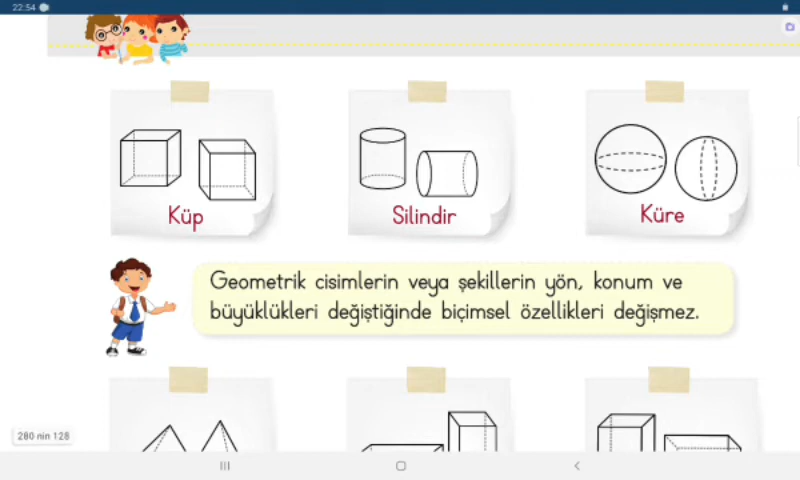 22:54
Küp
Silindir
Küre
Geometrik cisimlerin veya şekillerin yön, konum ve
büyüklükleri değiştiğinde biçimsel özellikleri değişmez.
280 nin 128